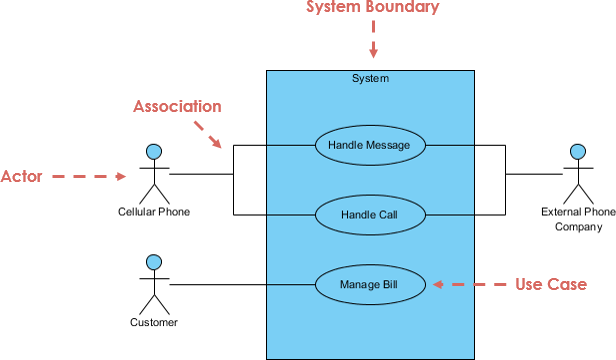 System Boundary
System
Association
Handle Message
Actor
Cellular Phone
Handle Call
External Phone
Company
Manage Bill
Use Case
Customer